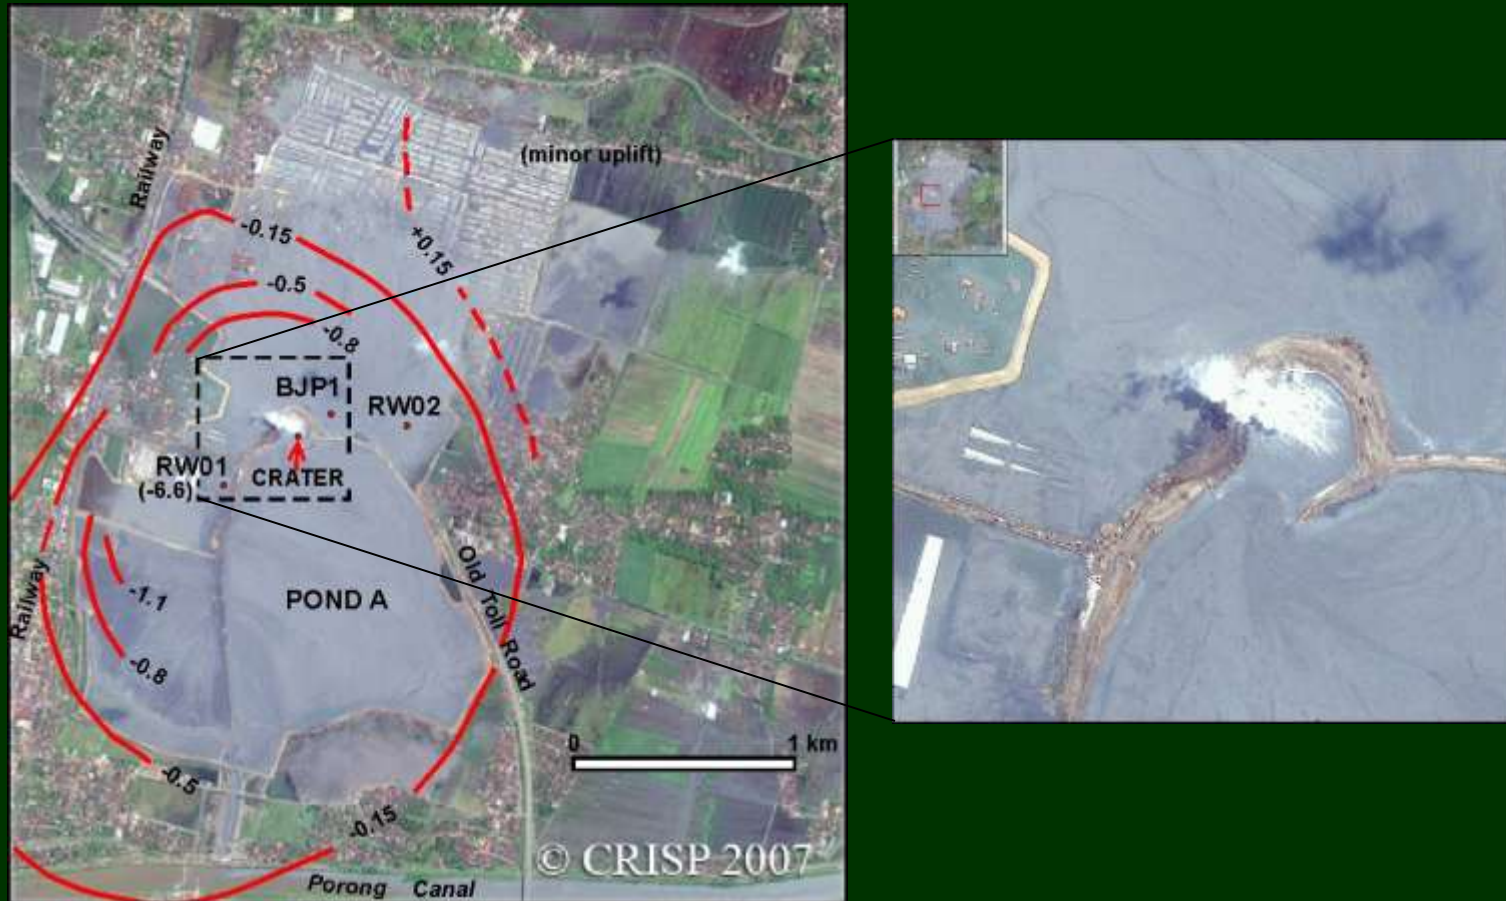 Railway
(minor uplift)
-0.15
+0.15
-0.5
-0.8
BJP1
RW02
RW01
(-6.6)
CRATER
-1.1
Old Toll Road
Railway
POND A
-0.8
0 1 km
-0.5
-0.15
© CRISP 2007
Porong Canal